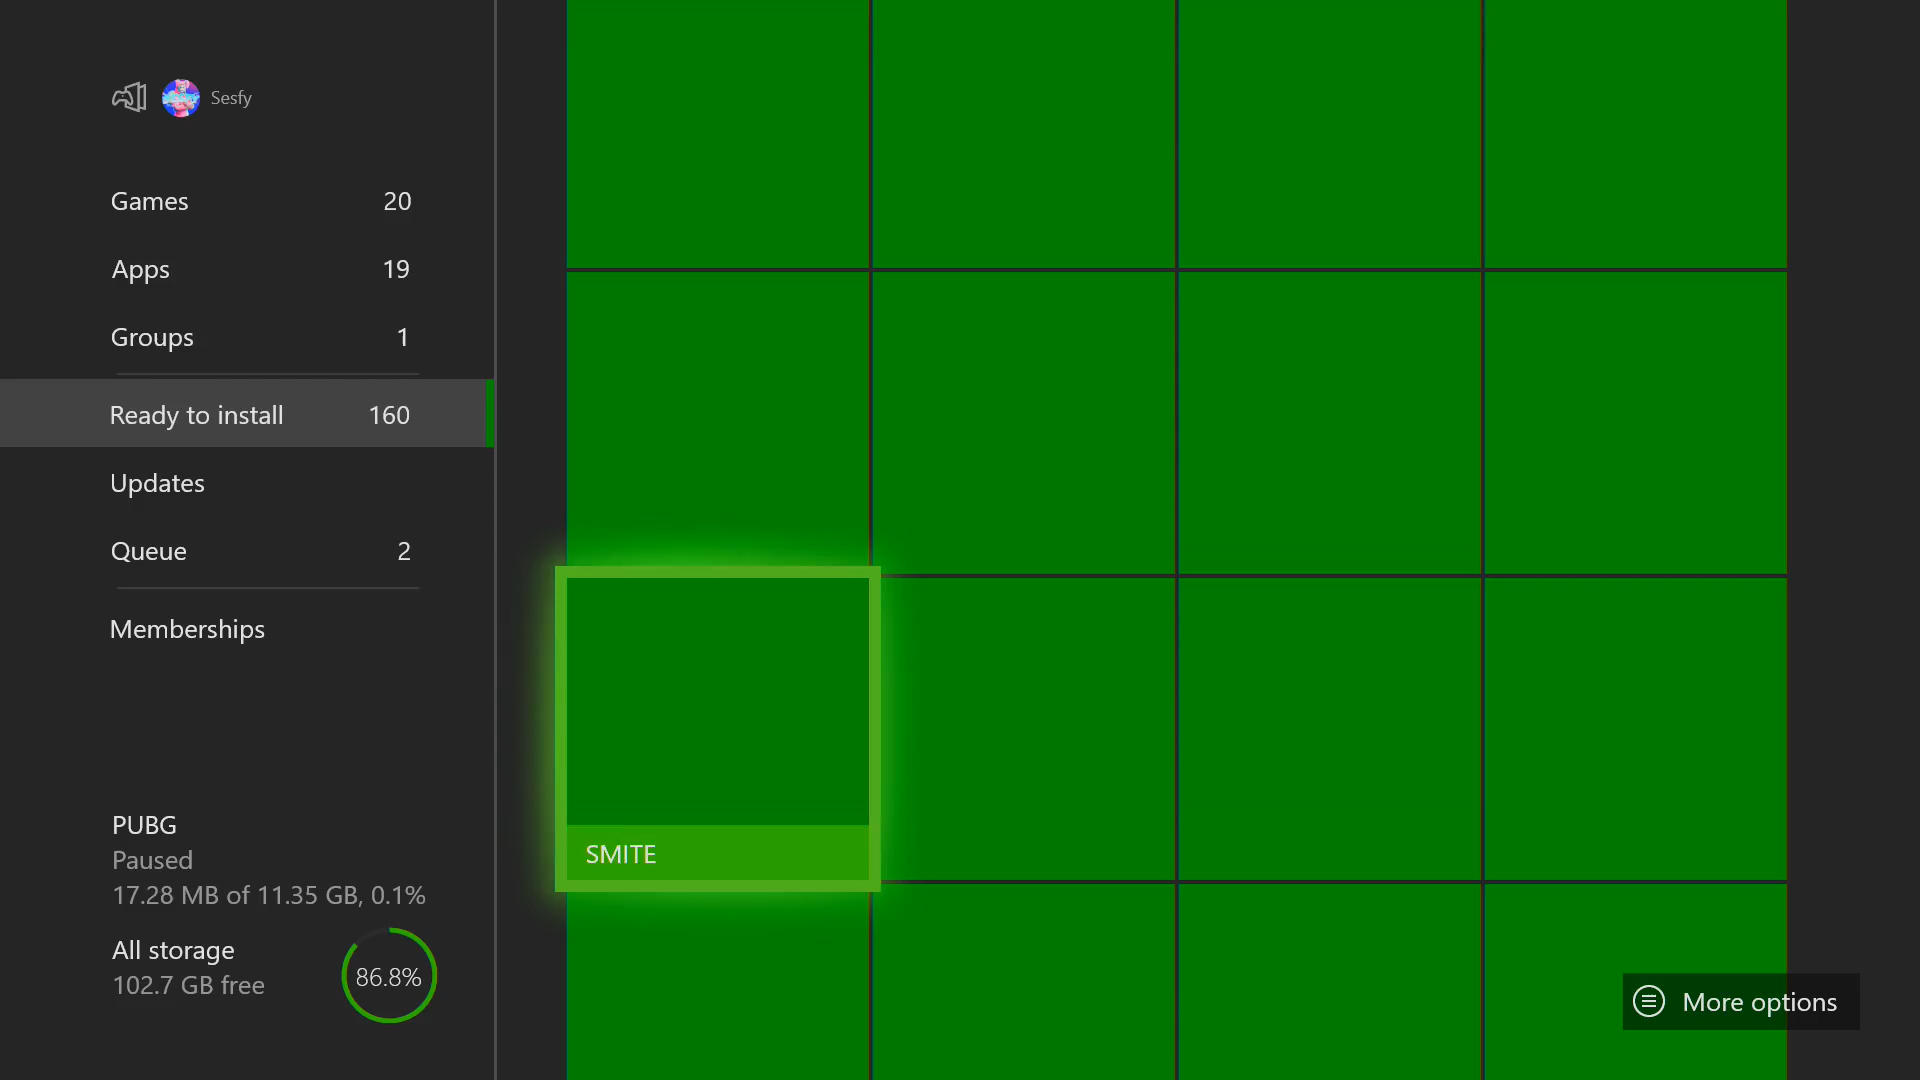 Sesfy
Games 20
Apps 19
Groups 1
Ready to install 160
Updates
Queue 2
Memberships
PUBG
Paused
17.28 MB of 11.35 GB, 0.1%
All storage
102.7 GB free
86.8%
SMITE
More options